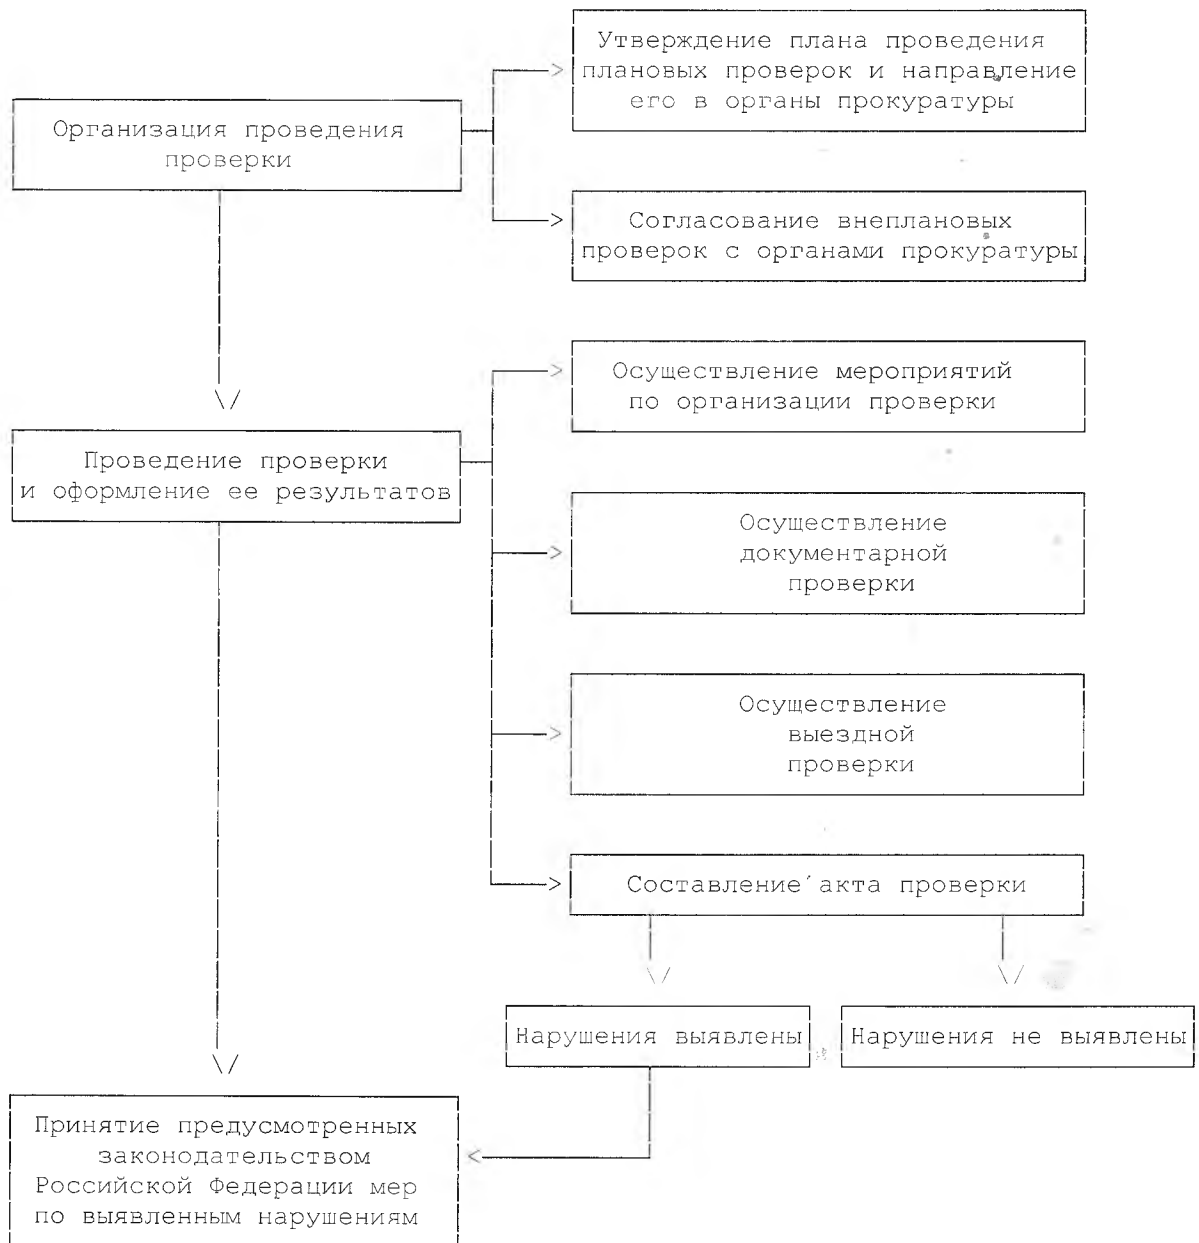 Утверждение плана проведения
плановых проверок и направление
его в органы прокуратуры
Организация проведения
проверки
Согласование внеплановых
проверок с органами прокуратуры
Осуществление мероприятий
по организации проверки
Проведение проверки
и оформление ее результатов
Осуществление
документарной
проверки
Осуществление
выездной
проверки
Составление акта проверки
Нарушения выявлены
Нарушения не выявлены
Принятие предусмотренных
законодательством
Российской Федерации мер
по выявленным нарушениям